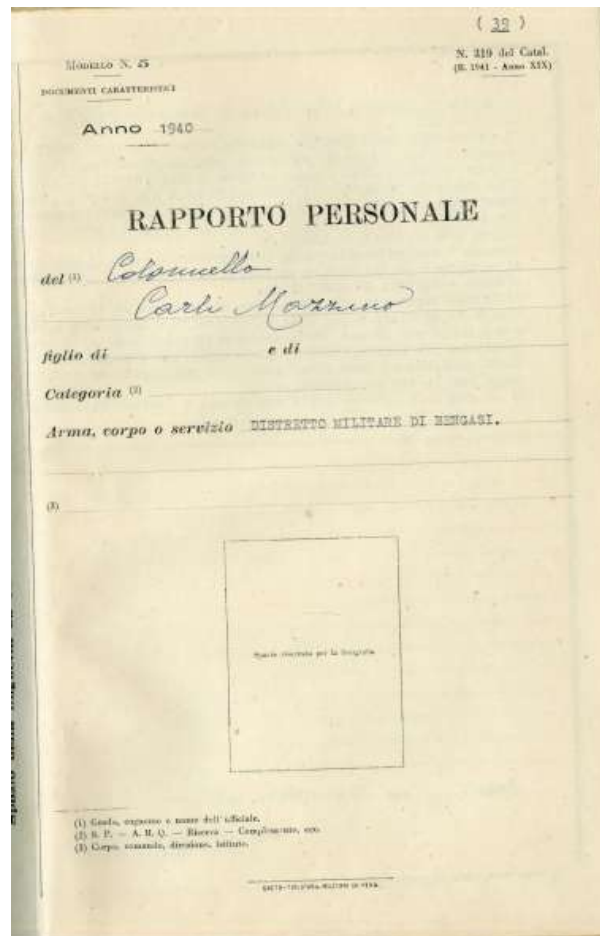 ( 39 )
MODELLO N. 25
N. 319 del Catal.
(R. 1941 - Anno XIX)
DOCUMENTI CARATTERISTICI
Anno 1940
RAPPORTO PERSONALE
del (1) Colonnello
Carli Mazzino
figlio di e di
Categoria (2)
Arma, corpo o servizio DISTRETTO MILITARE DI BENGASI.
(3)
Spazio riservato per la fotografia
(1) Grado, cognome e nome dell'ufficiale.
(2) S. P. — A. R. Q. — Riserva — Complemento, ecc.
(3) Corpo, comando, direzione, istituto.